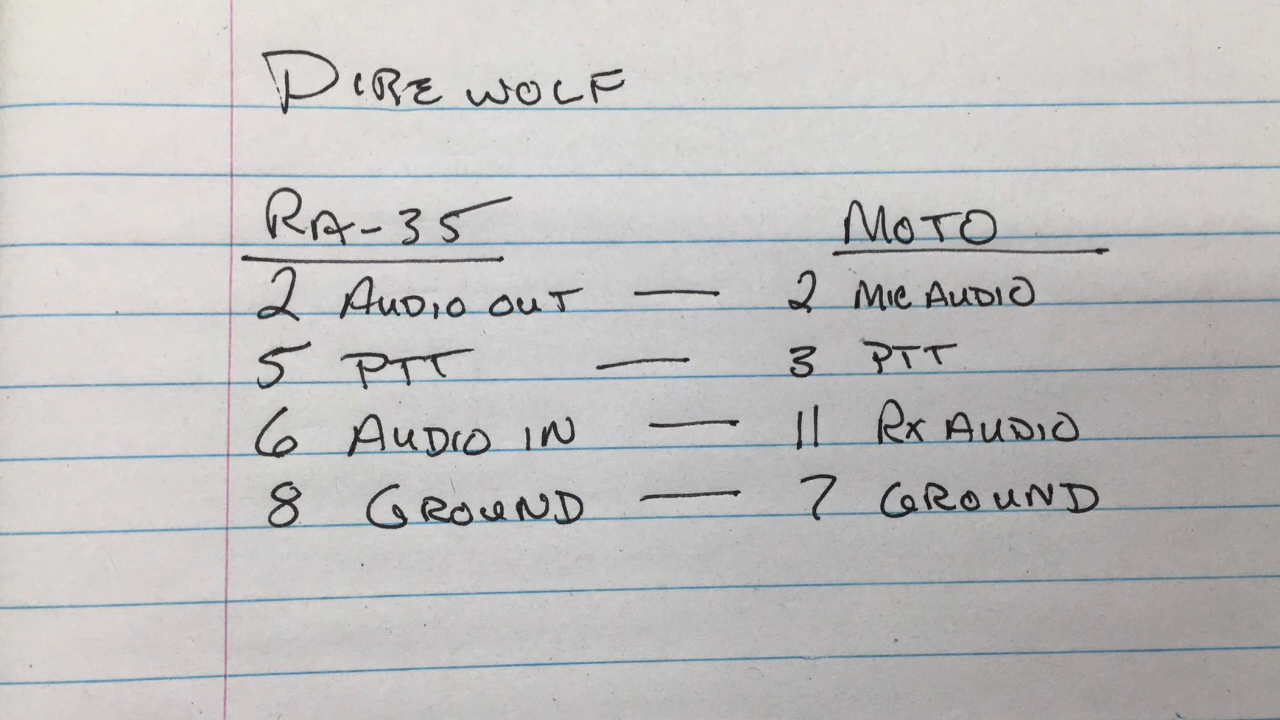 DIRE WOLF
RA-35 MOTO
2 AUDIO OUT — 2 MIC AUDIO
5 PTT — 3 PTT
6 AUDIO IN — 11 RX AUDIO
8 GROUND — 7 GROUND